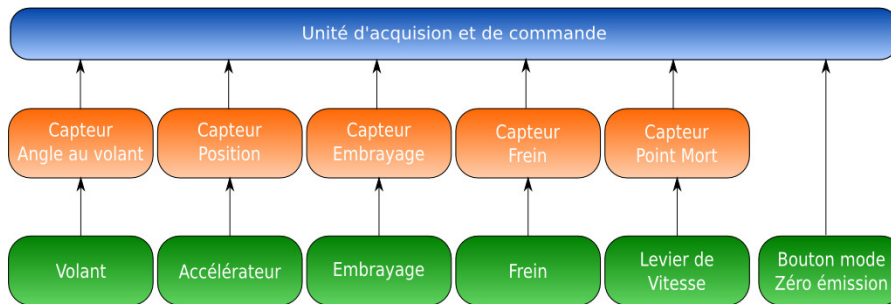 Unité d'acquision et de commande
Capteur
Angle au volant
Capteur
Position
Capteur
Embrayage
Capteur
Frein
Capteur
Point Mort
Volant
Accélérateur
Embrayage
Frein
Levier de
Vitesse
Bouton mode
Zéro émission